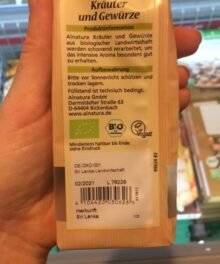 Kräuter
und Gewürze
Produktinformation
Alnatura Kräuter und Gewürze
aus biologischer Landwirtschaft
werden schonend verarbeitet, um
das intensive Aroma besonders gut
zu erhalten.
Aufbewahrung
Bitte vor Sonnenlicht schützen und
trocken lagern.
Füllstand ist technisch bedingt.
Alnatura GmbH
Darmstädter Straße 63
D-64404 Bickenbach
www.alnatura.de
BIO
Vegan
Mindestens haltbar bis Ende:
siehe Eindruck
DE-ÖKO-001
Sri Lanka-Landwirtschaft
02/2021
Herkunft
Sri Lanka